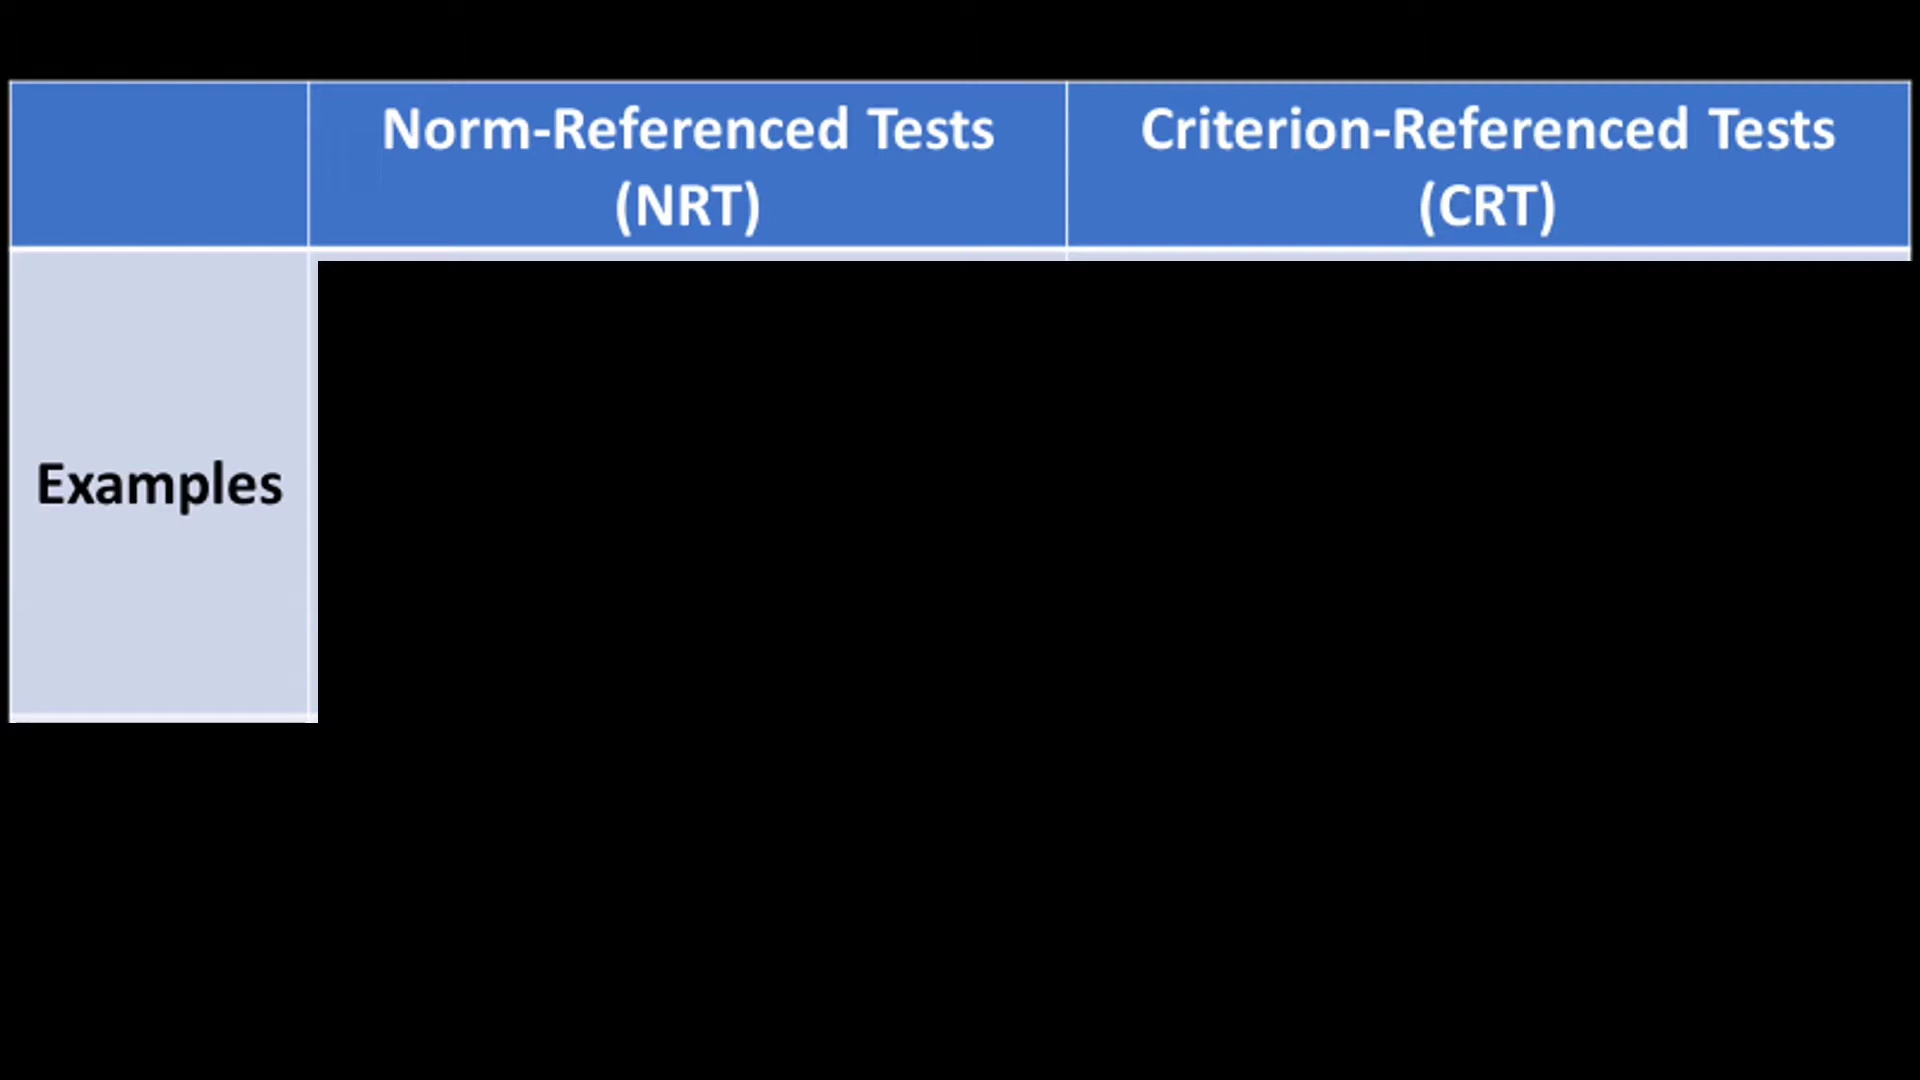 Norm-Referenced Tests
(NRT)
Criterion-Referenced Tests
(CRT)
Examples